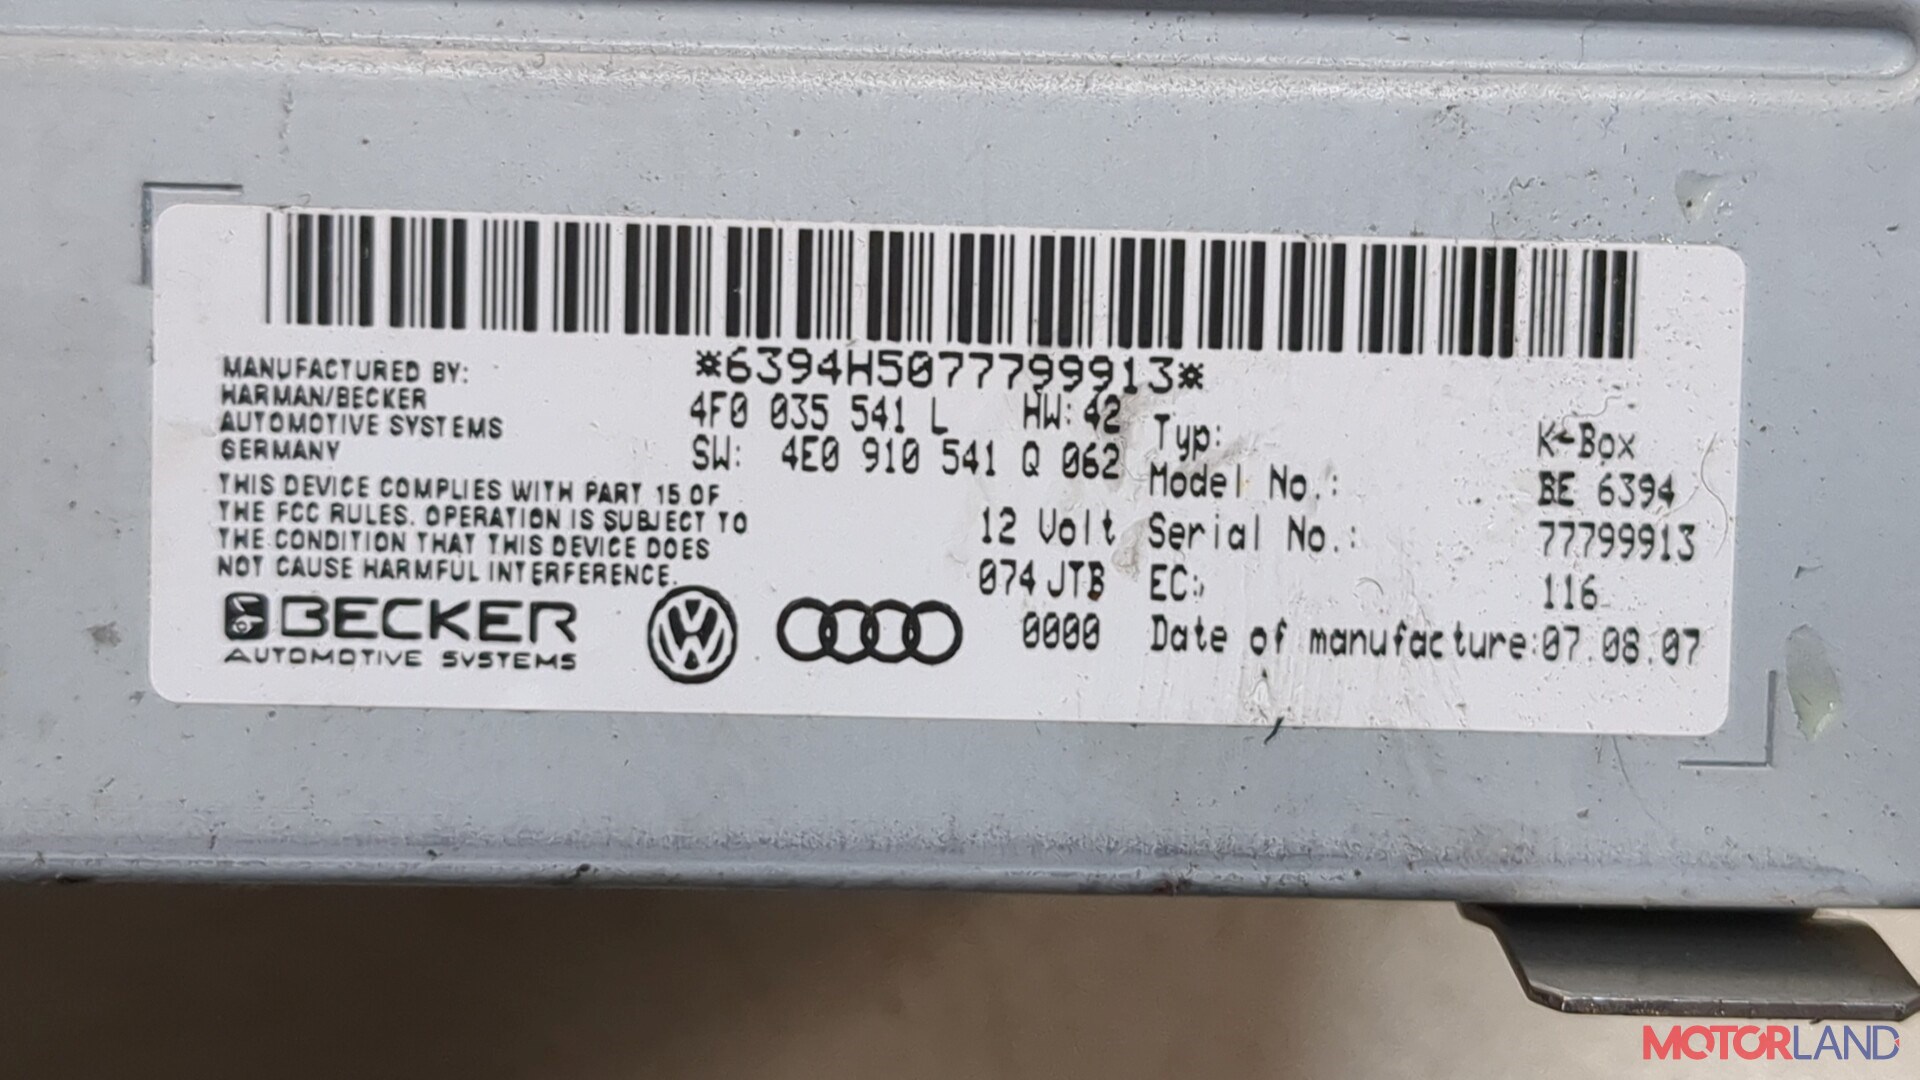 *6394H5077799913*
MANUFACTURED BY:
HARMAN/BECKER
AUTOMOTIVE SYSTEMS
GERMANY
THIS DEVICE COMPLIES WITH PART 15 OF
THE FCC RULES. OPERATION IS SUBJECT TO
THE CONDITION THAT THIS DEVICE DOES
NOT CAUSE HARMFUL INTERFERENCE.
BECKER
AUTOMOTIVE SYSTEMS
4F0 035 541 L HW: 42
SW: 4E0 910 541 Q 062
12 Volt
074 JTB
0000
Typ: K-Box
Model No.: BE 6394
Serial No.: 77799913
EC: 116
Date of manufacture:07.08.07
MOTORLAND